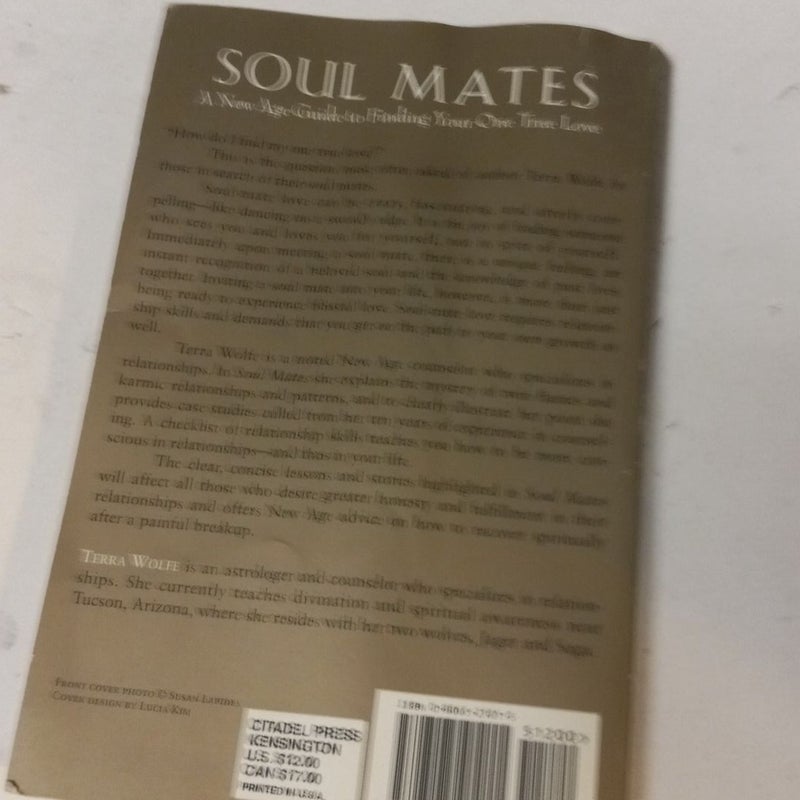 SOUL MATES
A New Age Guide to Finding Your One True Love
"How do I find my one true love?"
This is the question most often asked of author Terra Wolfe by
those in search of their soul mates.
Soul mate love can be crazy, and utterly com-
pelling—like dancing on a sword's edge. It is the joy of finding someone
who sees you and loves you for yourself, not in spite of yourself.
Immediately upon meeting a soul mate, there is a
instant recognition of a beloved soul and the knowledge of past lives
together. Inviting a soul mate into your life, however, is more than just
being ready to experience blissful love. Soul mate love requires relation-
ship skills and demands that you get on the path to your own growth as
well.
Terra Wolfe is a noted New Age counselor who specializes in
relationships. In Soul Mates she explains the mystery of twin flames and
karmic relationships and patterns, and to clearly illustrate her points she
provides case studies culled from her ten years of experience in counsel-
ing. A checklist of relationship skills teaches you how to be more con-
scious in relationships—and thus in your life.
The clear, concise lessons and stories highlighted in Soul Mates
will affect all those who desire greater honesty and fulfillment in their
relationships and offers New Age advice on how to recover spiritually
after a painful breakup.
TERRA WOLFE is an astrologer and counselor who specializes in relation-
ships. She currently teaches divination and spiritual awareness near
Tucson, Arizona, where she resides with her two wolves, and
FRONT COVER PHOTO © SUSAN LAPIDES
COVER DESIGN BY LUCIA KIM
CITADEL PRESS
KENSINGTON
U.S. $12.00
CAN $17.00
PRINTED IN U.S.A.
ISBN